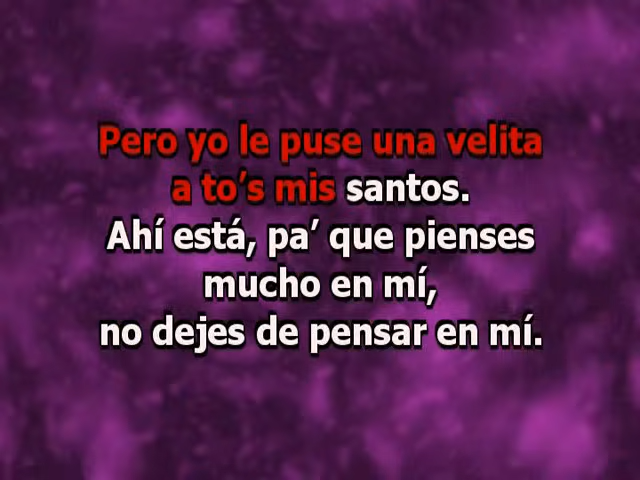 Pero yo le puse una velita
a to’s mis santos.
Ahí está, pa’ que pienses
mucho en mí,
no dejes de pensar en mí.